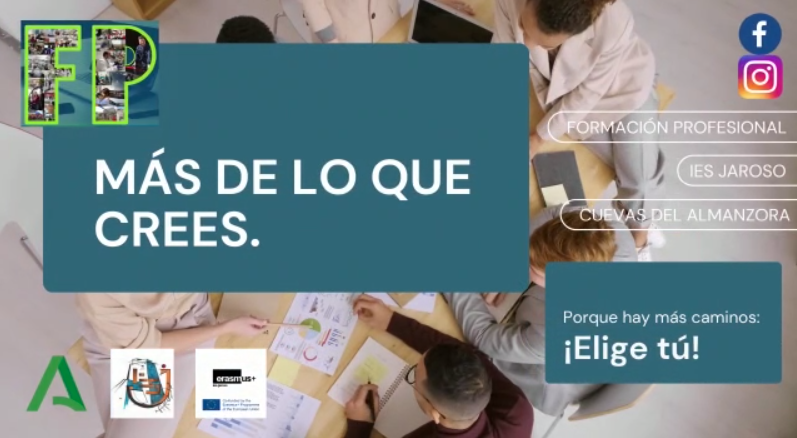 FP
FORMACIÓN PROFESIONAL
IES JAROSO
CUEVAS DEL ALMANZORA
MÁS DE LO QUE
CREES.
Porque hay más caminos:
¡Elige tú!
erasmus+
Co-funded by the
Erasmus+ Programme
of the European Union